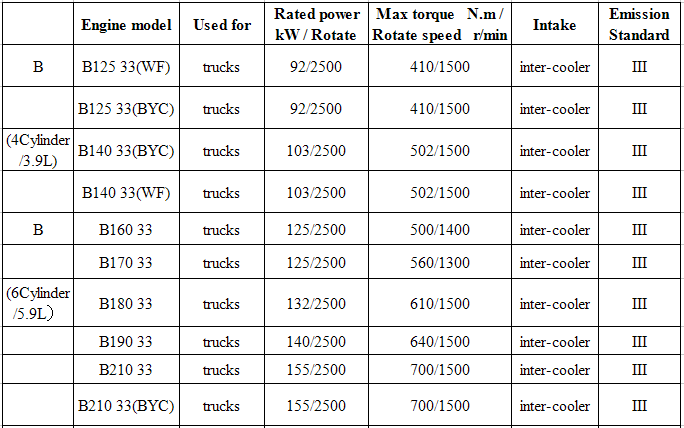 Engine model Used for Rated power kW / Rotate Max torque N.m / Rotate speed r/min Intake Emission Standard
B B125 33(WF) trucks 92/2500 410/1500 inter-cooler III
B125 33(BYC) trucks 92/2500 410/1500 inter-cooler III
(4Cylinder /3.9L) B140 33(BYC) trucks 103/2500 502/1500 inter-cooler III
B140 33(WF) trucks 103/2500 502/1500 inter-cooler III
B B160 33 trucks 125/2500 500/1400 inter-cooler III
B170 33 trucks 125/2500 560/1300 inter-cooler III
(6Cylinder /5.9L） B180 33 trucks 132/2500 610/1500 inter-cooler III
B190 33 trucks 140/2500 640/1500 inter-cooler III
B210 33 trucks 155/2500 700/1500 inter-cooler III
B210 33(BYC) trucks 155/2500 700/1500 inter-cooler III